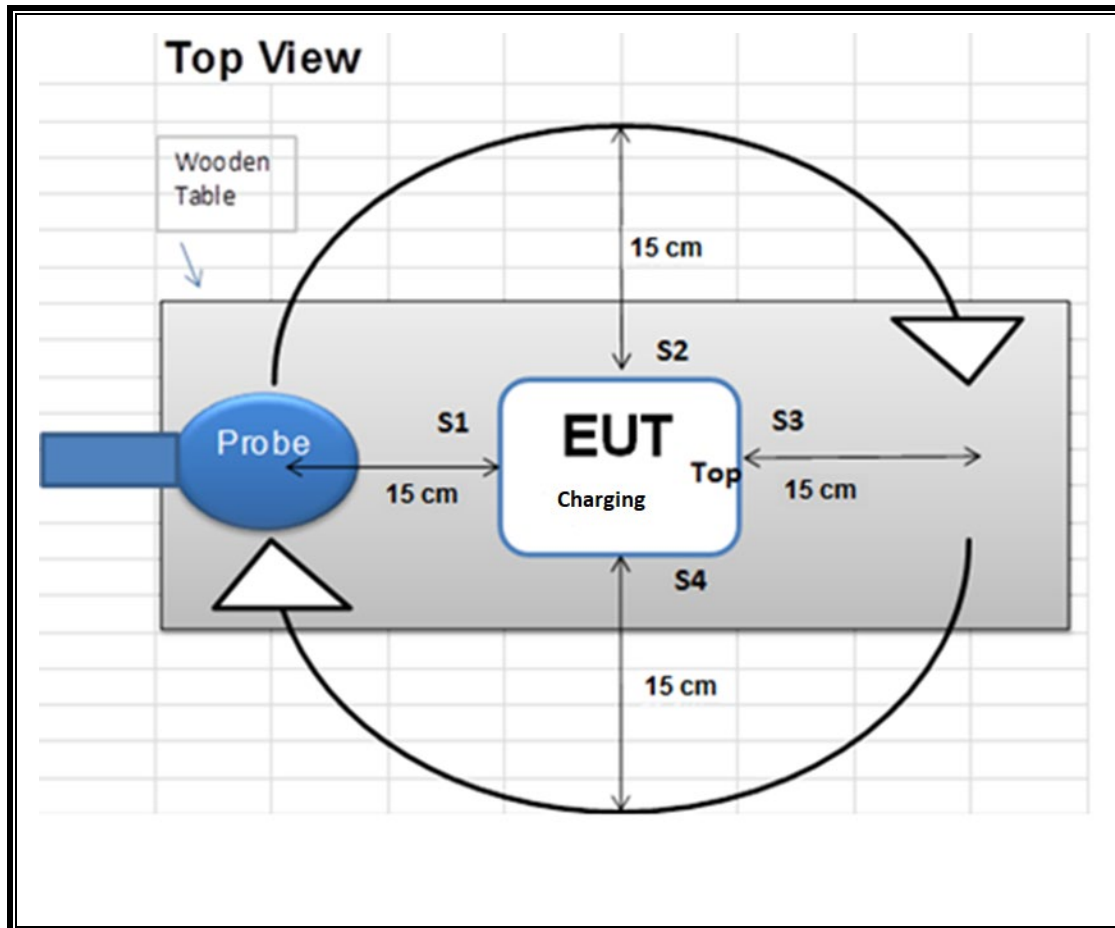 Top View
Wooden
Table
15 cm
S2
S1
Probe
EUT
S3
Top
15 cm
Charging
15 cm
S4
15 cm